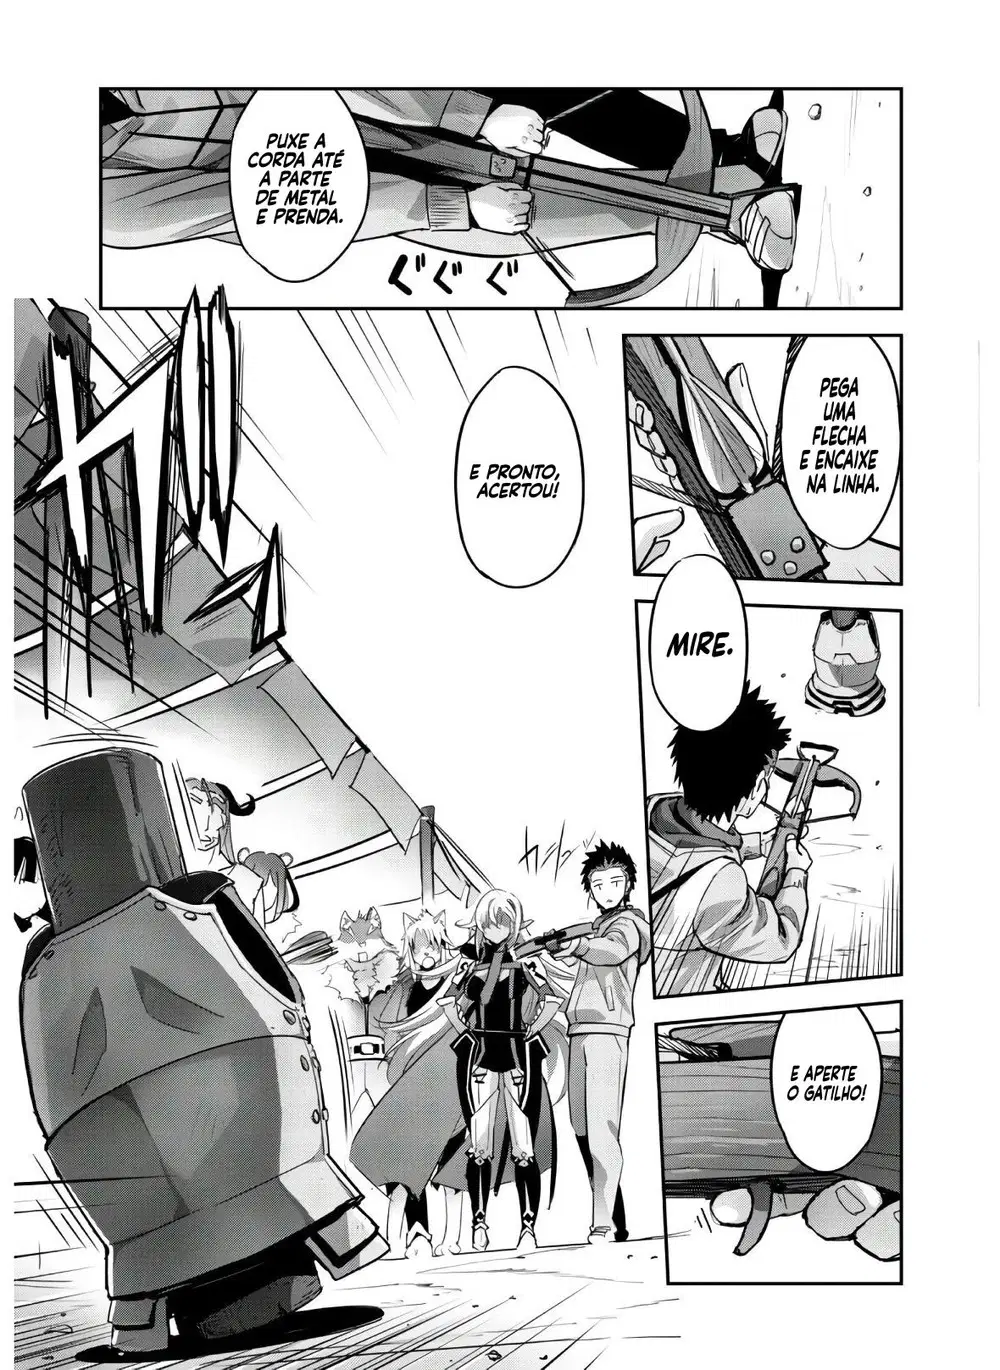 PUXE A
CORDA ATÉ
A PARTE
DE METAL
E PRENDA.
ぐぐぐ
PEGA
UMA
FLECHA
E ENCAIXE
NA LINHA.
MIRE.
E APERTE
O GATILHO!
E PRONTO,
ACERTOU!